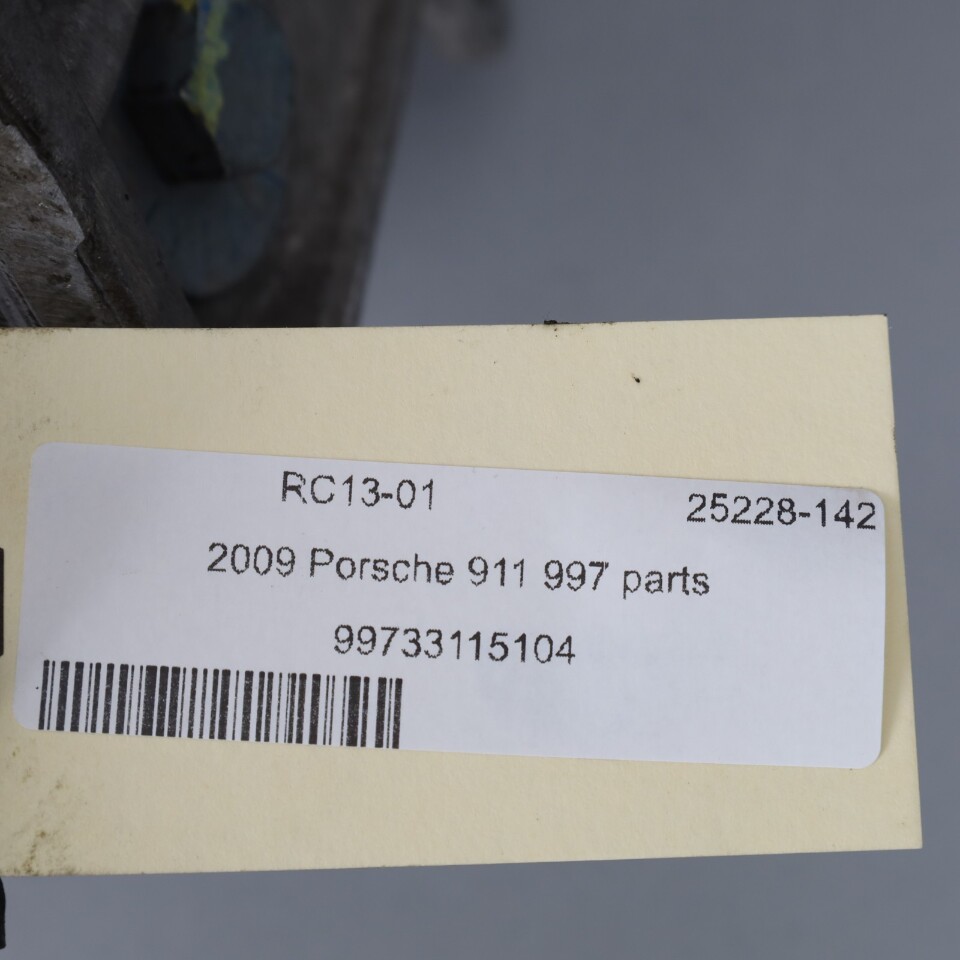 RC13-01 25228-142
2009 Porsche 911 997 parts
99733115104